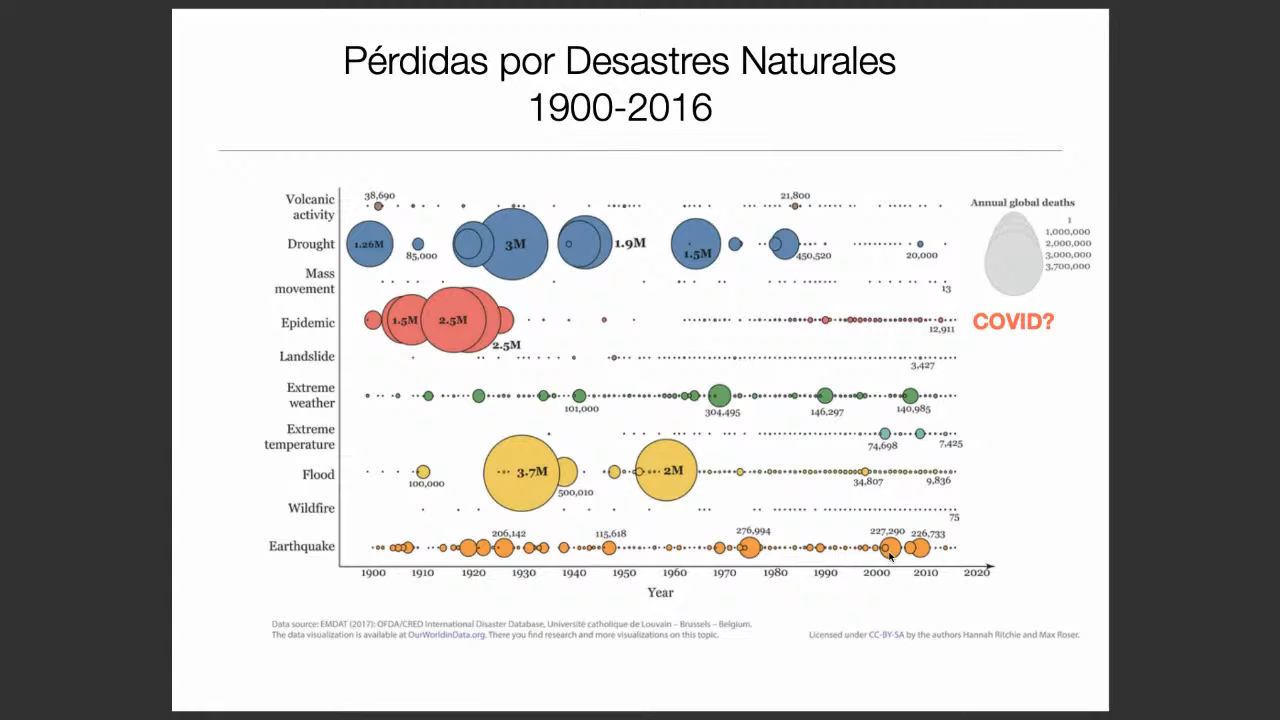 Pérdidas por Desastres Naturales
1900-2016
Volcanic
activity
38,690
21,800
Annual global deaths
1
1,000,000
2,000,000
3,000,000
3,700,000
Drought
1.26M
85,000
3M
1.9M
1.5M
450,520
20,000
Mass
movement
13
Epidemic
1.5M
2.5M
2.5M
12,911
COVID?
Landslide
3,427
Extreme
weather
101,000
304,495
146,297
140,985
Extreme
temperature
74,698
7,425
Flood
100,000
3.7M
500,010
2M
34,807
9,836
Wildfire
75
Earthquake
206,142
115,618
276,994
227,290
226,733
1900 1910 1920 1930 1940 1950 1960 1970 1980 1990 2000 2010 2020
Year
Data source: EMDAT (2017): OFDA/CRED International Disaster Database, Université catholique de Louvain – Brussels – Belgium.
The data visualization is available at OurWorldinData.org. There you find research and more visualizations on this topic.
Licensed under CC-BY-SA by the authors Hannah Ritchie and Max Roser.